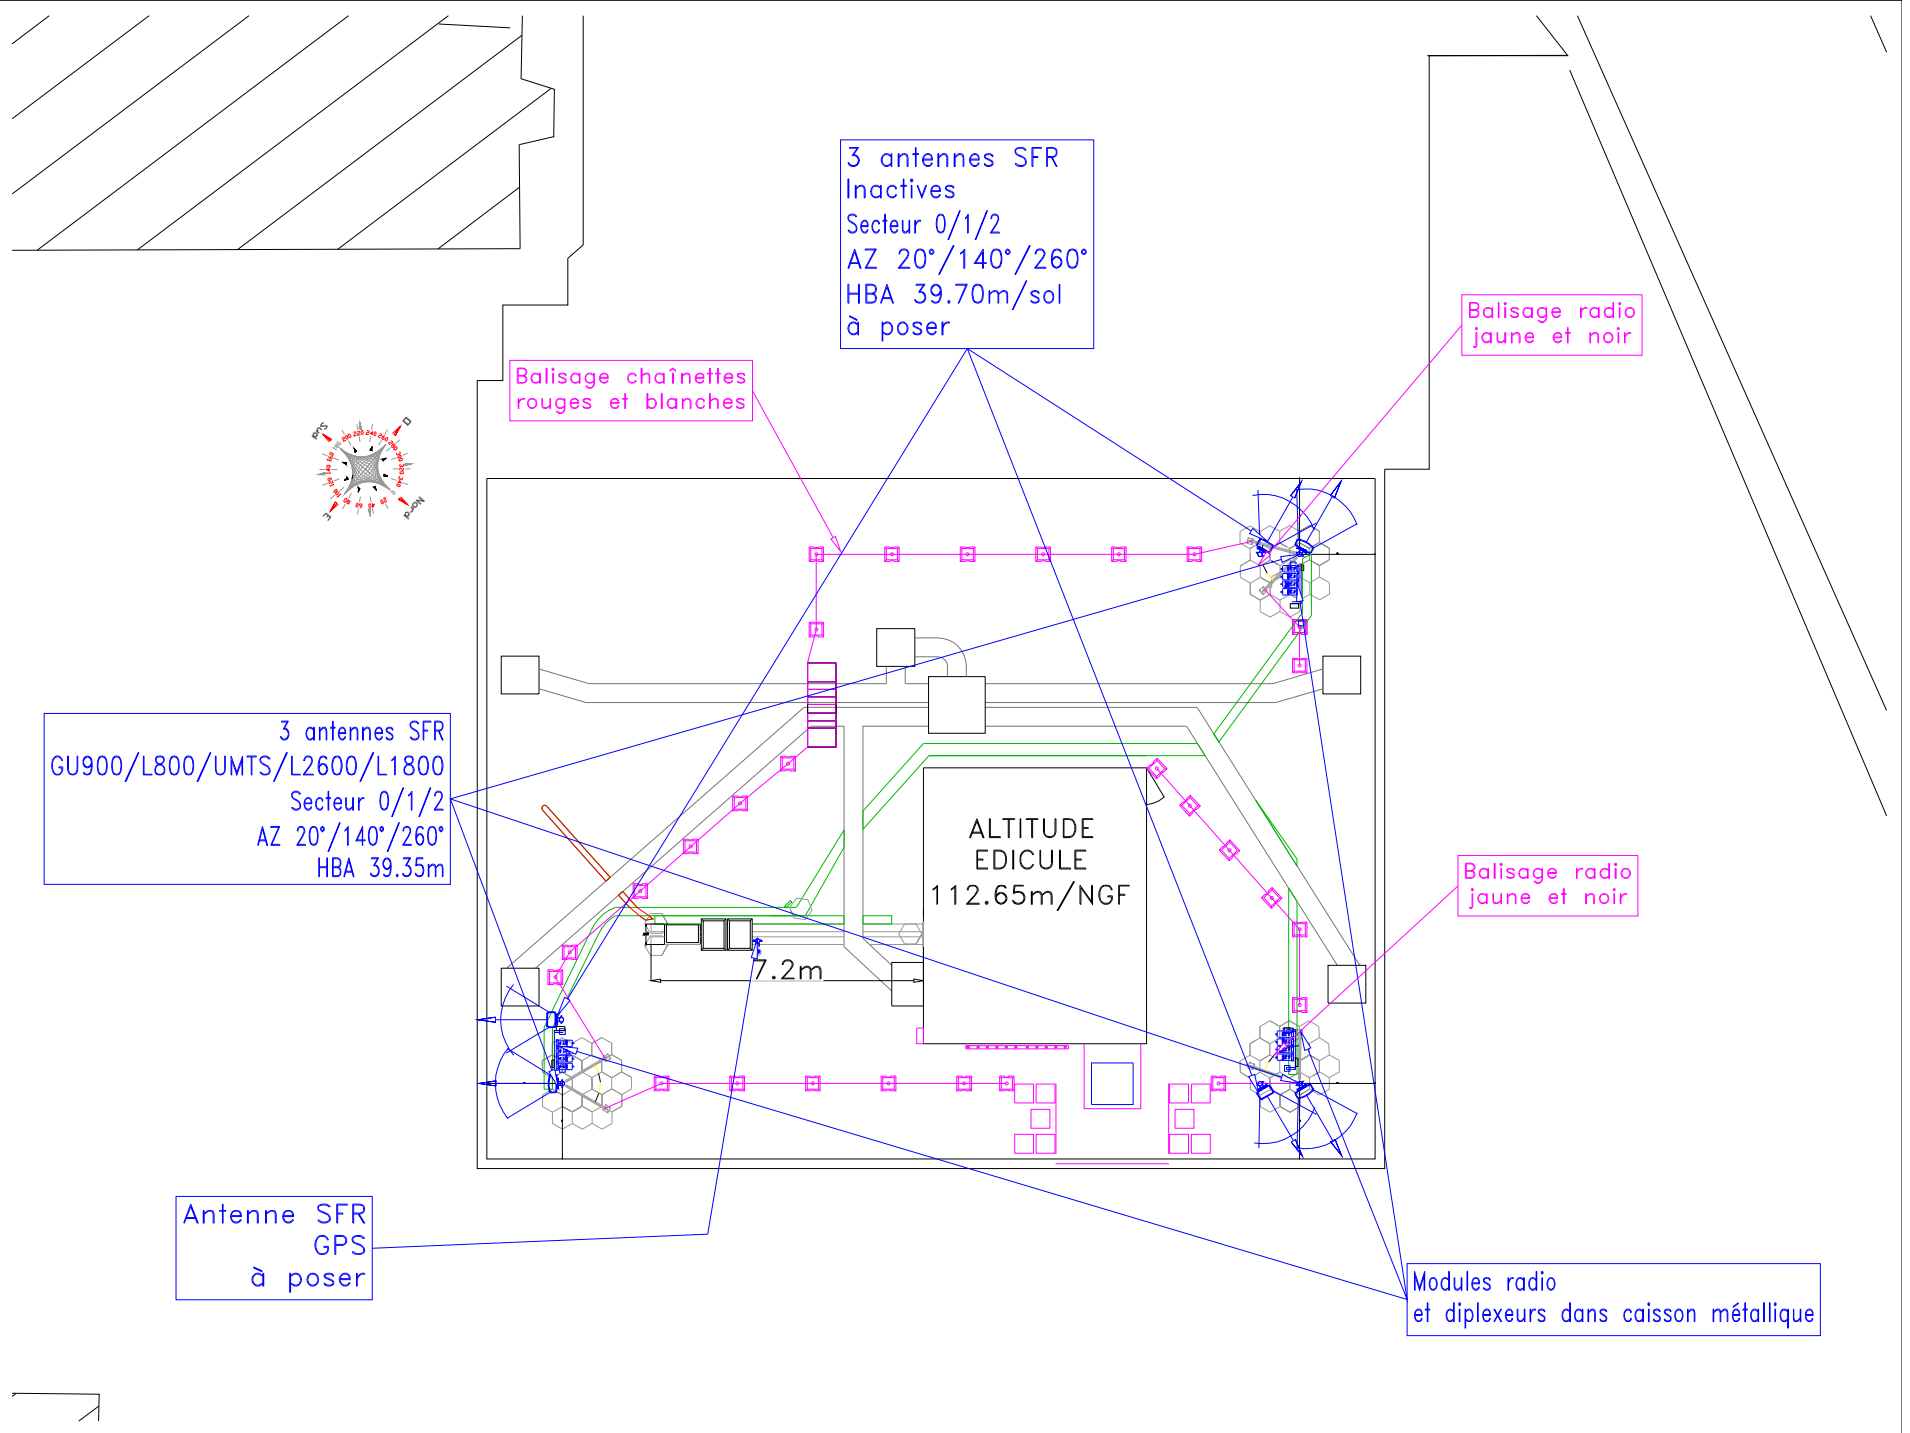 3 antennes SFR
Inactives
Secteur 0/1/2
AZ 20°/140°/260°
HBA 39.70m/sol
à poser
Balisage radio
jaune et noir
Balisage chaînettes
rouges et blanches
Sud
O
Nord
E
3 antennes SFR
GU900/L800/UMTS/L2600/L1800
Secteur 0/1/2
AZ 20°/140°/260°
HBA 39.35m
ALTITUDE
EDICULE
112.65m/NGF
Balisage radio
jaune et noir
7.2m
Antenne SFR
GPS
à poser
Modules radio
et diplexeurs dans caisson métallique